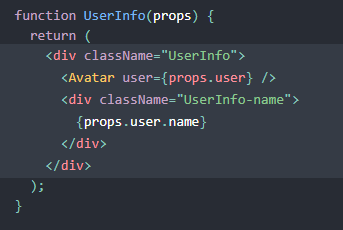 function UserInfo(props) {
  return (
    <div className="UserInfo">
      <Avatar user={props.user} />
      <div className="UserInfo-name">
        {props.user.name}
      </div>
    </div>
  );
}